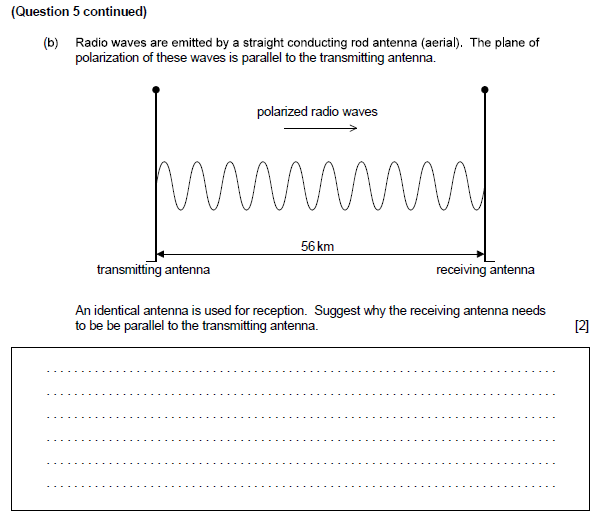 (Question 5 continued)
(b) Radio waves are emitted by a straight conducting rod antenna (aerial). The plane of
polarization of these waves is parallel to the transmitting antenna.
polarized radio waves
56 km
transmitting antenna
receiving antenna
An identical antenna is used for reception. Suggest why the receiving antenna needs
to be be parallel to the transmitting antenna.
[2]